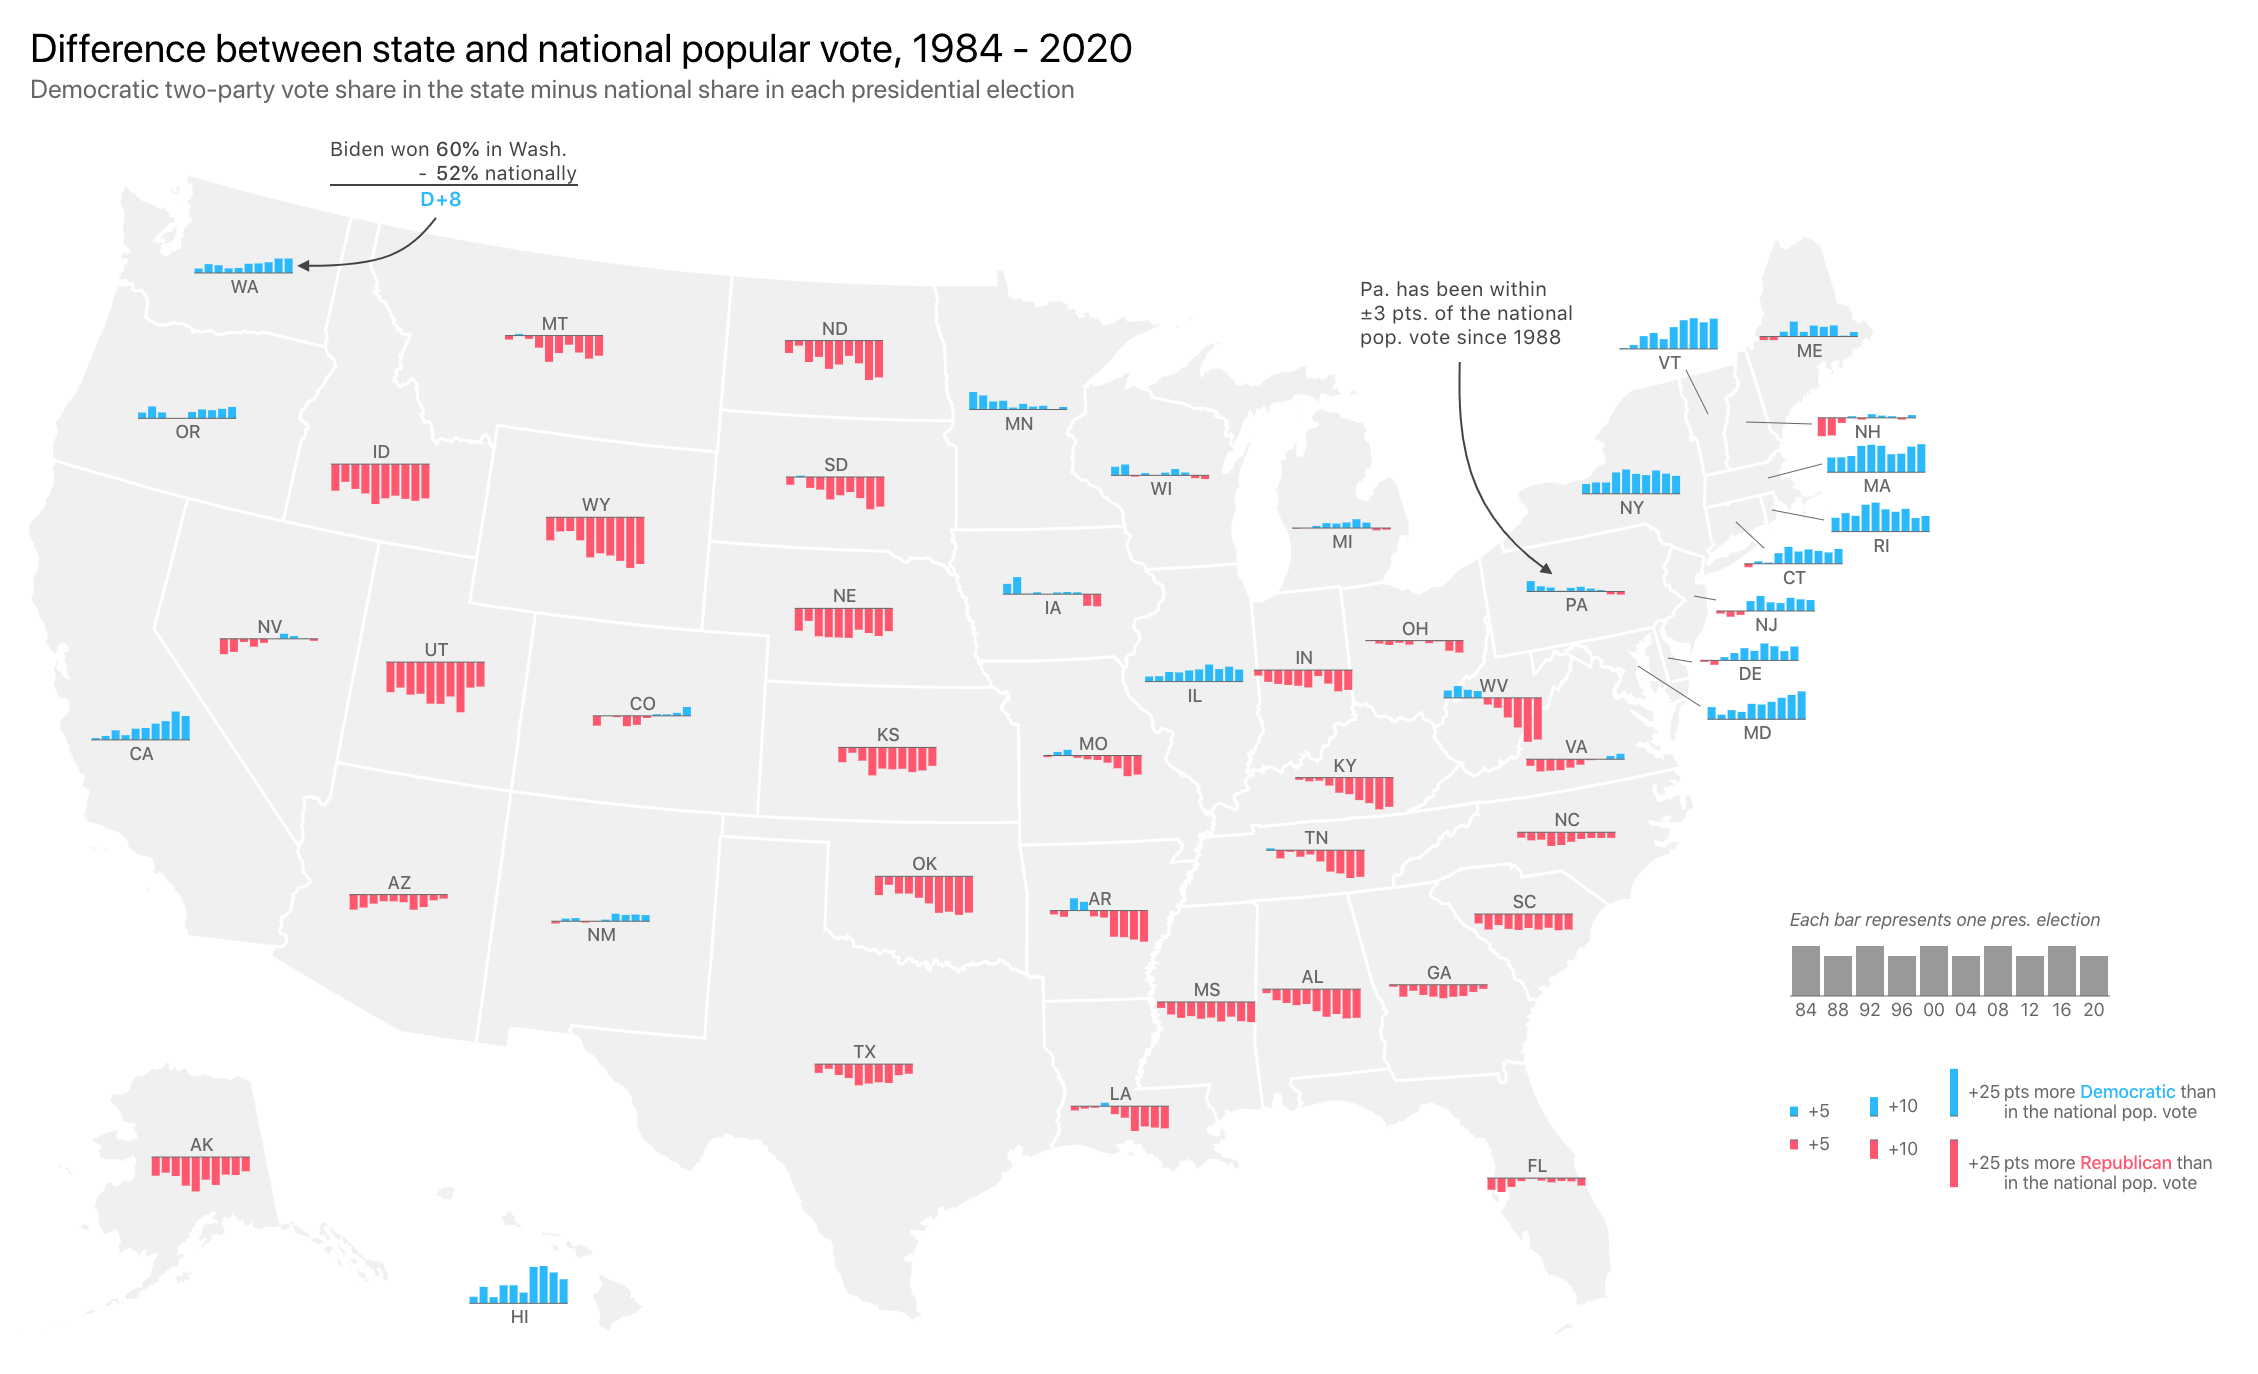 Difference between state and national popular vote, 1984 - 2020
Democratic two-party vote share in the state minus national share in each presidential election
Biden won 60% in Wash.
- 52% nationally
D+8
Pa. has been within
±3 pts. of the national
pop. vote since 1988
WA
MT
ND
VT
ME
OR
MN
NH
ID
SD
WI
MA
WY
NY
MI
RI
NE
IA
PA
CT
NV
UT
OH
NJ
IN
DE
CO
IL
WV
CA
KS
MO
VA
MD
KY
NC
TN
AZ
OK
AR
SC
NM
MS
AL
GA
TX
LA
AK
FL
HI
Each bar represents one pres. election
84 88 92 96 00 04 08 12 16 20
+5
+10
+25 pts more Democratic than
in the national pop. vote
+5
+10
+25 pts more Republican than
in the national pop. vote